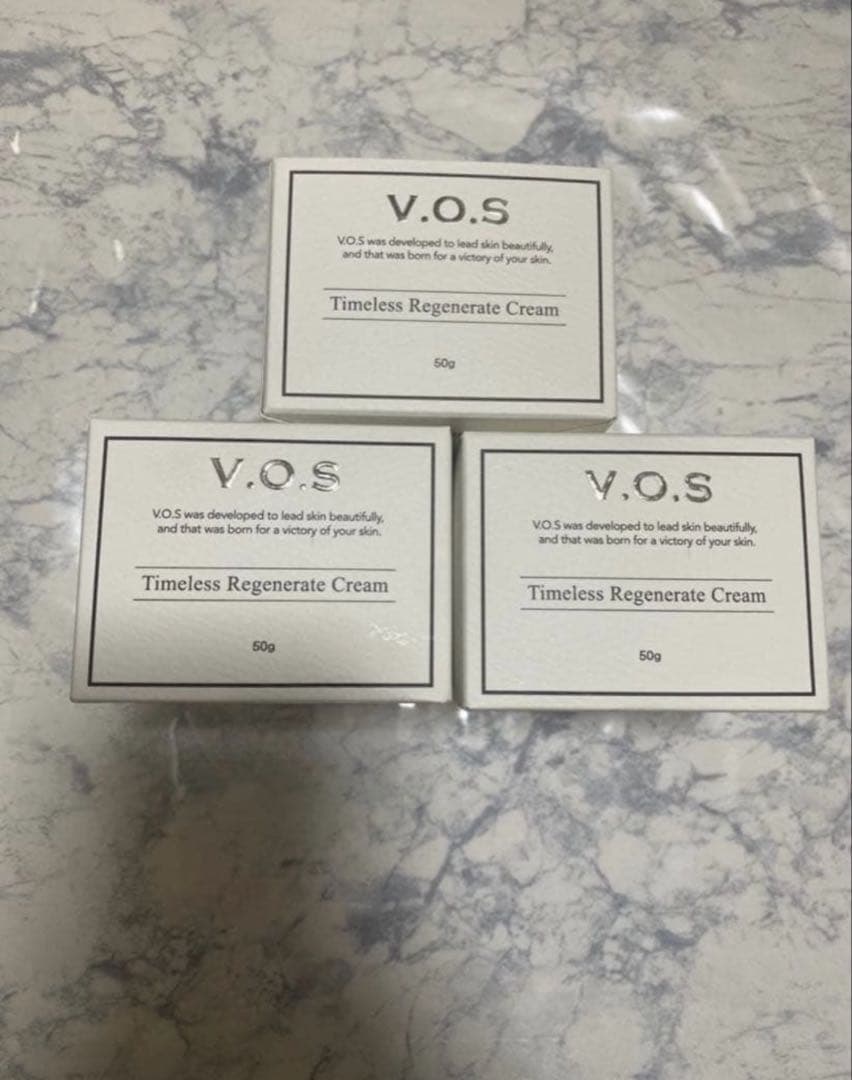 V.O.S
V.O.S was developed to lead skin beautifully,
and that was born for a victory of your skin.
Timeless Regenerate Cream
50g
V.O.S
V.O.S was developed to lead skin beautifully,
and that was born for a victory of your skin.
Timeless Regenerate Cream
50g
V.O.S
V.O.S was developed to lead skin beautifully,
and that was born for a victory of your skin.
Timeless Regenerate Cream
50g